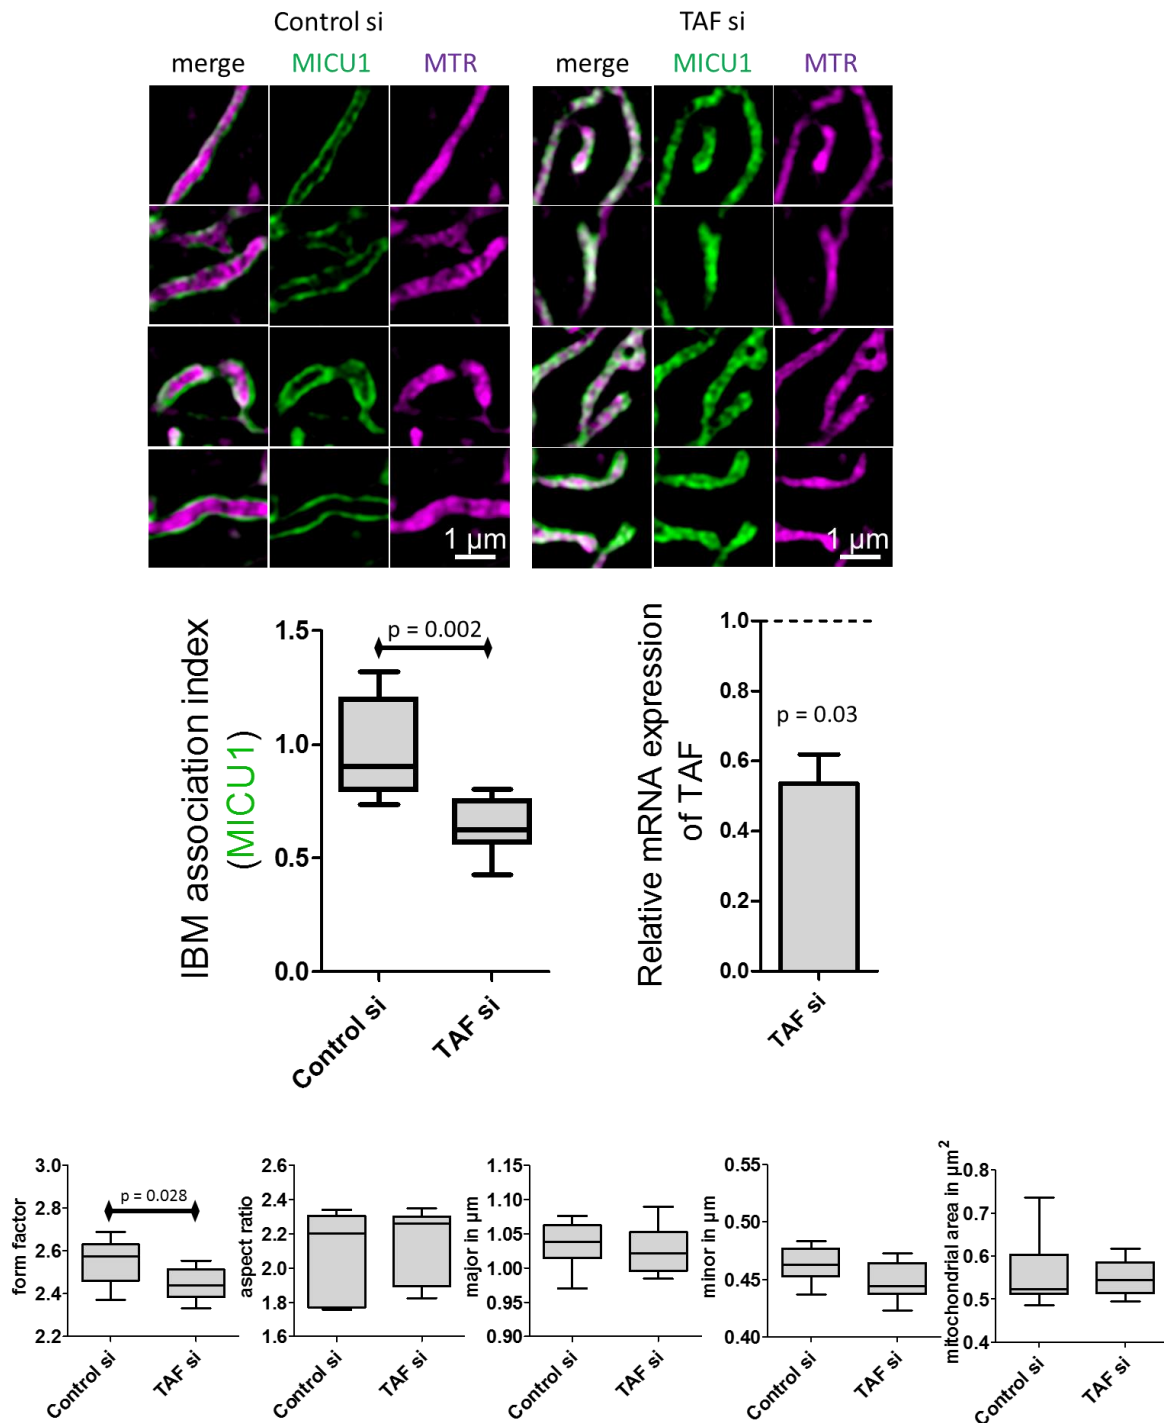 Control si
TAF si
merge MICU1 MTR
merge MICU1 MTR
1 µm
1 µm
IBM association index
(MICU1)
1.5
1.0
0.5
0.0
p = 0.002
Control si
TAF si
Relative mRNA expression
of TAF
1.0
0.8
0.6
0.4
0.2
0.0
p = 0.03
TAF si
form factor
3.0
2.8
2.6
2.4
2.2
p = 0.028
Control si
TAF si
aspect ratio
2.6
2.4
2.2
2.0
1.8
1.6
Control si
TAF si
major in µm
1.15
1.10
1.05
1.00
0.95
0.90
Control si
TAF si
minor in µm
0.55
0.50
0.45
0.40
Control si
TAF si
mitochondrial area in µm²
0.8
0.7
0.6
0.5
0.4
Control si
TAF si